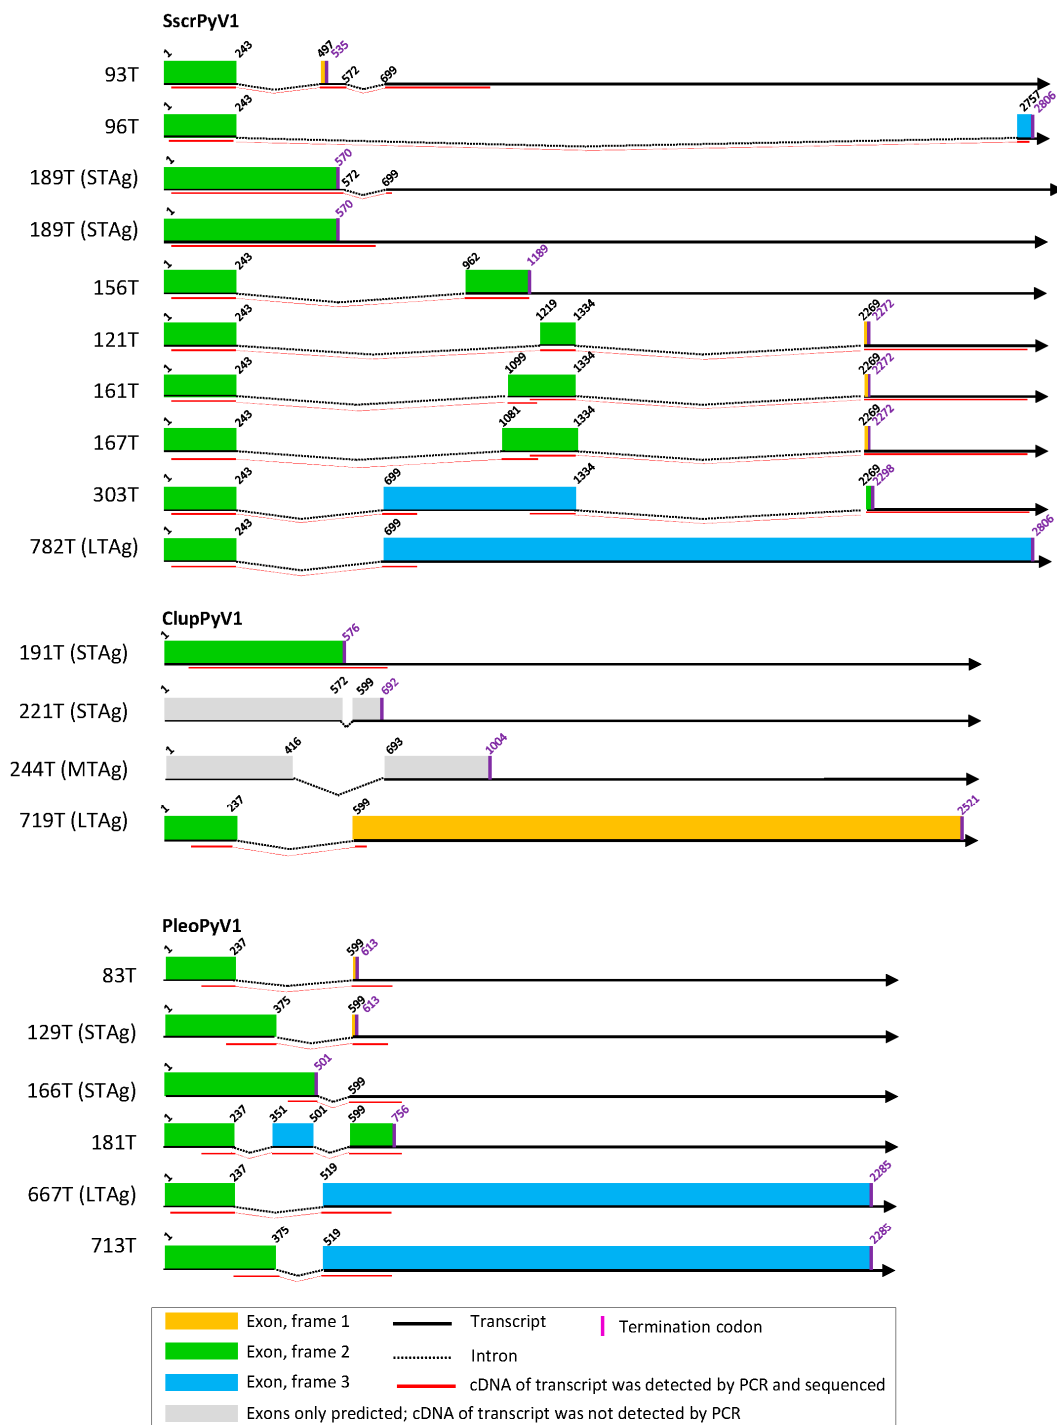 SscrPyV1
93T 1 243 497 535 572 699
96T 1 243 2757 2806
189T (STAg) 1 570 572 699
189T (STAg) 1 570
156T 1 243 962 1189
121T 1 243 1219 1334 2269 2272
161T 1 243 1099 1334 2269 2272
167T 1 243 1081 1334 2269 2272
303T 1 243 699 1334 2269 2298
782T (LTAg) 1 243 699 2806
ClupPyV1
191T (STAg) 1 576
221T (STAg) 1 572 599 692
244T (MTAg) 1 416 693 1004
719T (LTAg) 1 237 599 2521
PleoPyV1
83T 1 237 599 613
129T (STAg) 1 375 599 613
166T (STAg) 1 501 599
181T 1 237 351 501 599 756
667T (LTAg) 1 237 519 2285
713T 1 375 519 2285
Exon, frame 1 Transcript Termination codon
Exon, frame 2 Intron
Exon, frame 3 cDNA of transcript was detected by PCR and sequenced
Exons only predicted; cDNA of transcript was not detected by PCR